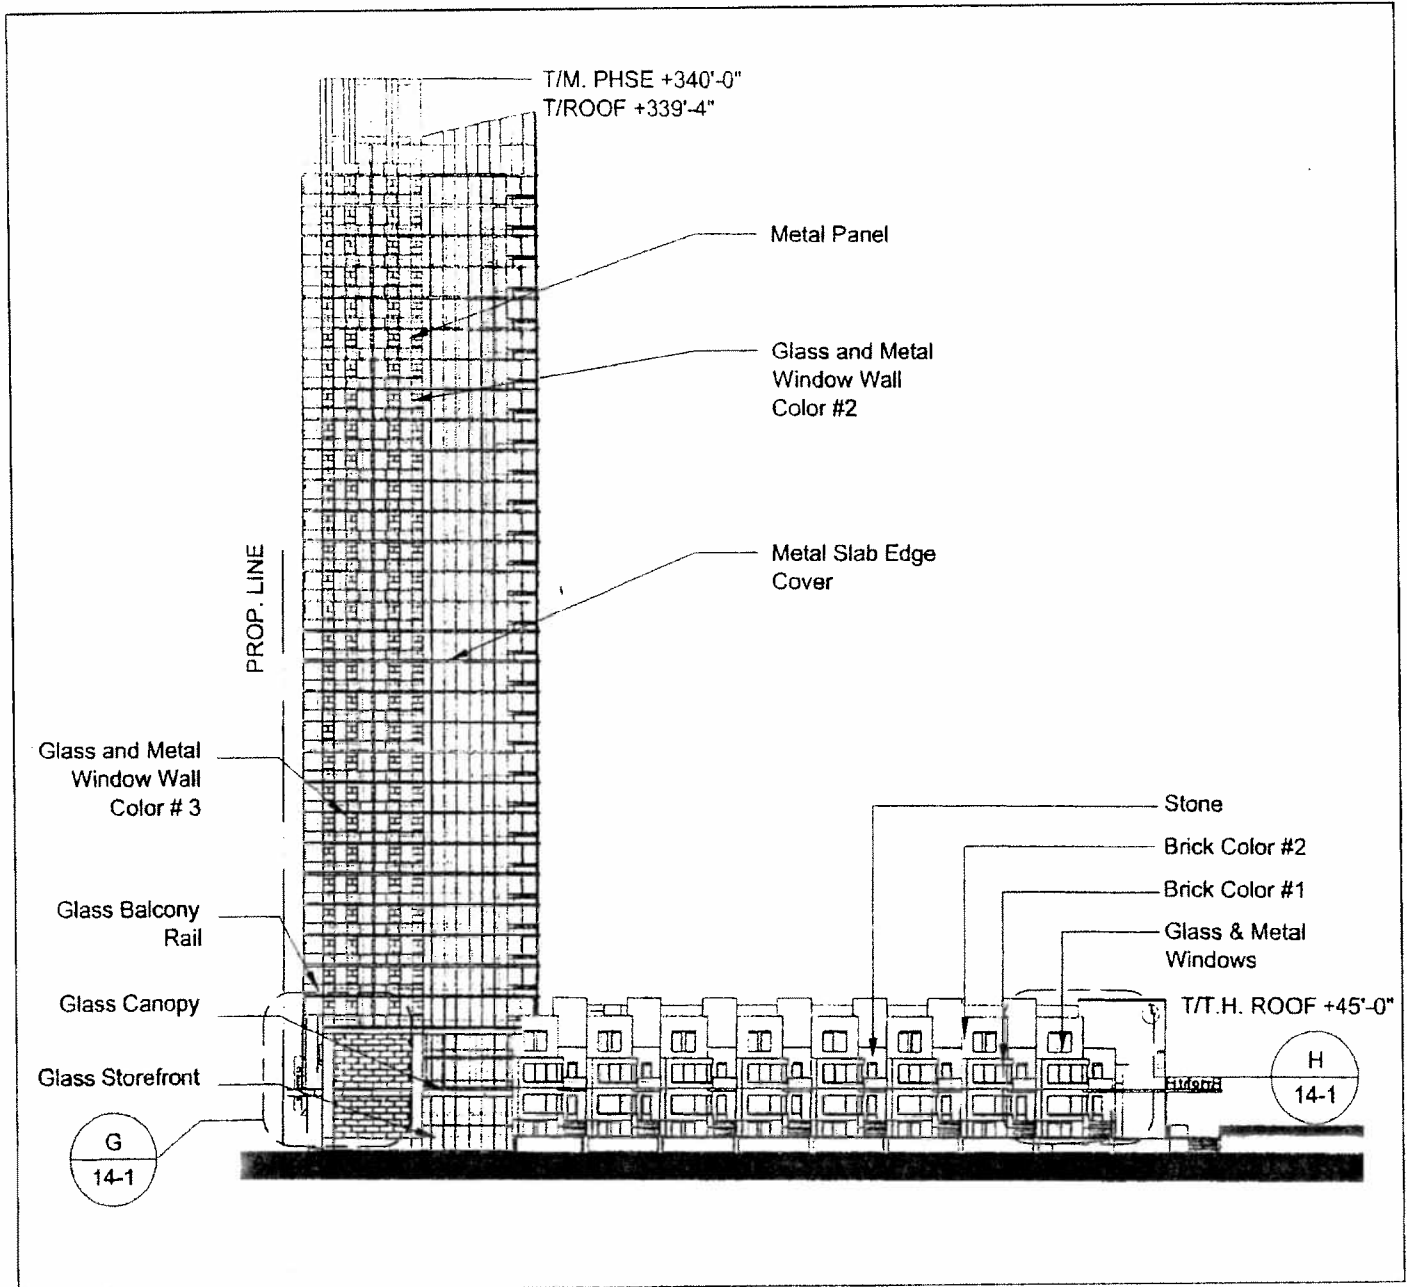 T/M. PHSE +340'-0"
T/ROOF +339'-4"
Metal Panel
Glass and Metal
Window Wall
Color #2
Metal Slab Edge
Cover
PROP. LINE
Glass and Metal
Window Wall
Color # 3
Glass Balcony
Rail
Glass Canopy
Glass Storefront
G
14-1
Stone
Brick Color #2
Brick Color #1
Glass & Metal
Windows
T/T.H. ROOF +45'-0"
H
14-1